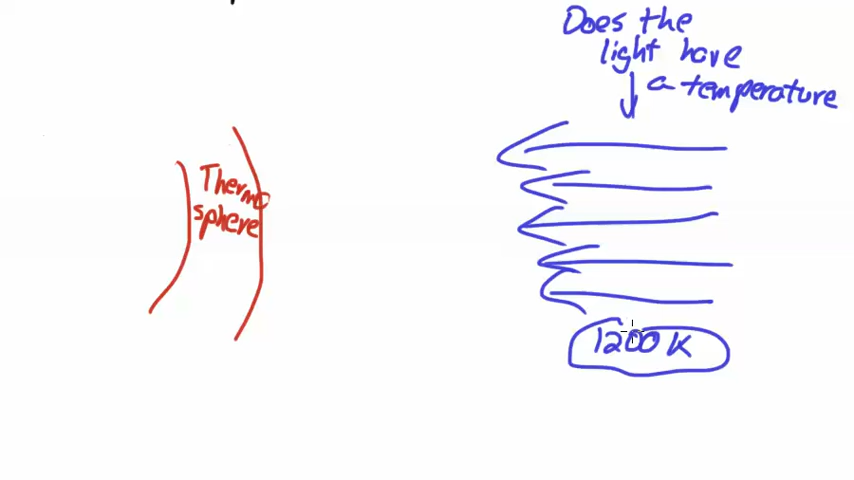 Does the
light have
a temperature
Thermo
sphere
1200 K